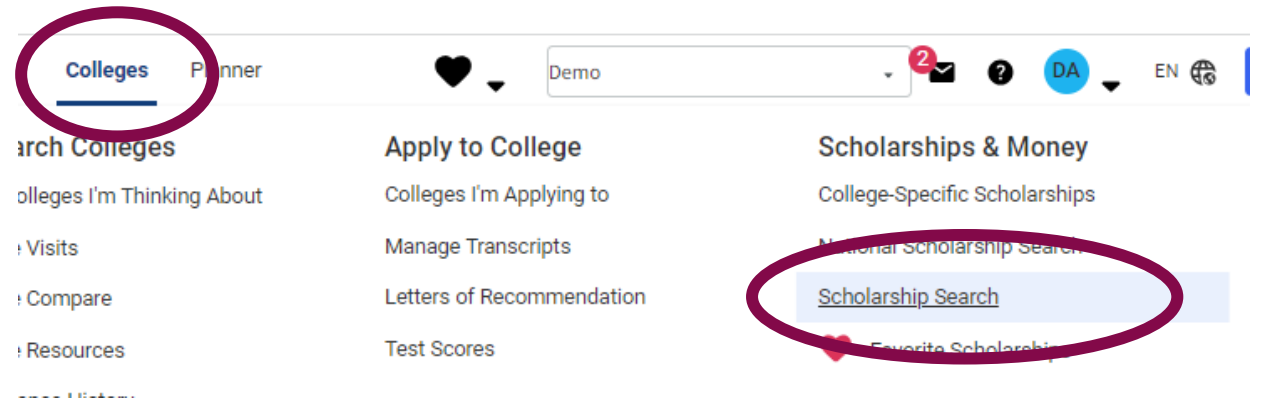 Colleges Planner Demo 2 DA EN
arch Colleges
olleges I'm Thinking About
Visits
Compare
Resources
Apply to College
Colleges I'm Applying to
Manage Transcripts
Letters of Recommendation
Test Scores
Scholarships & Money
College-Specific Scholarships
National Scholarship Search
Scholarship Search
Favorite Scholarships